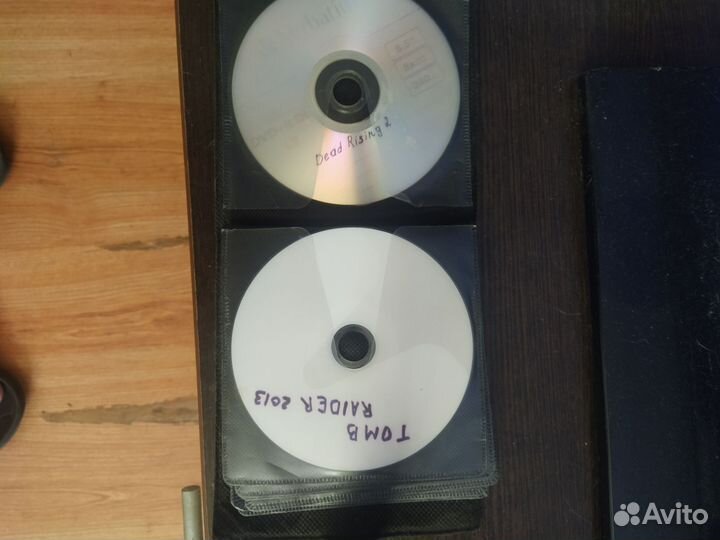 Dead Rising 2
TOMB
RAIDER 2013
Avito